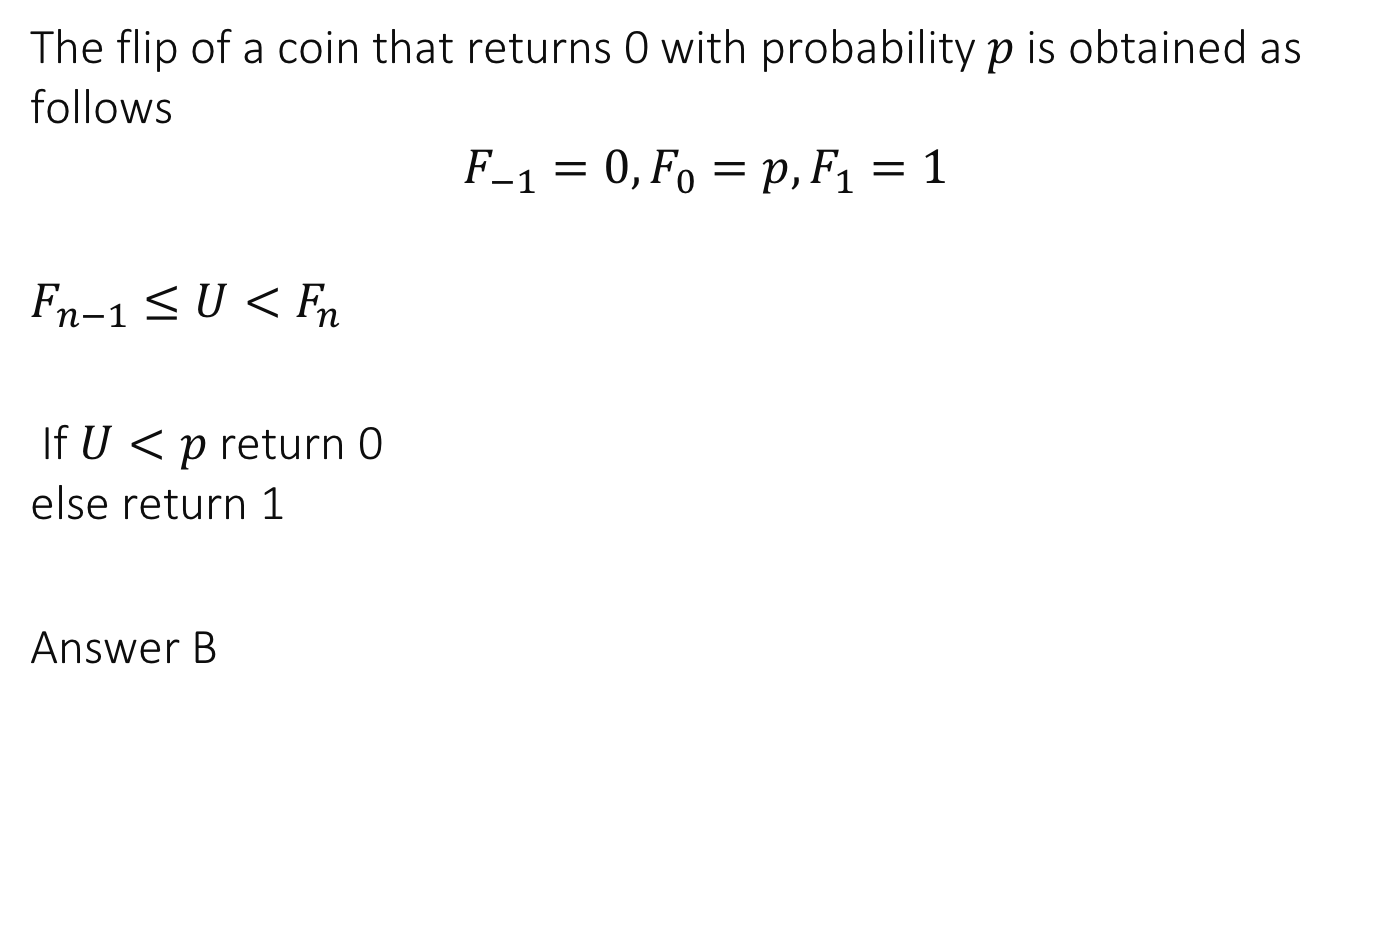 The flip of a coin that returns 0 with probability p is obtained as
follows
F₋₁ = 0, F₀ = p, F₁ = 1
Fₙ₋₁ ≤ U < Fₙ
If U < p return 0
else return 1
Answer B